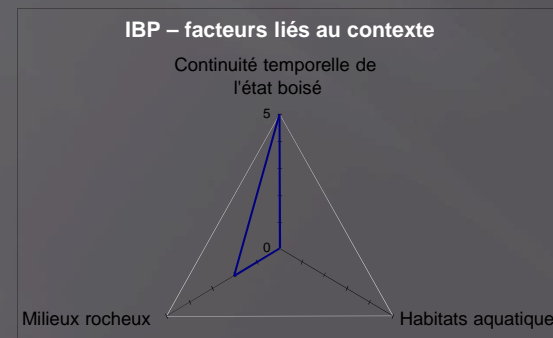 IBP – facteurs liés au contexte
Continuité temporelle de
l'état boisé
5
0
Milieux rocheux
Habitats aquatique